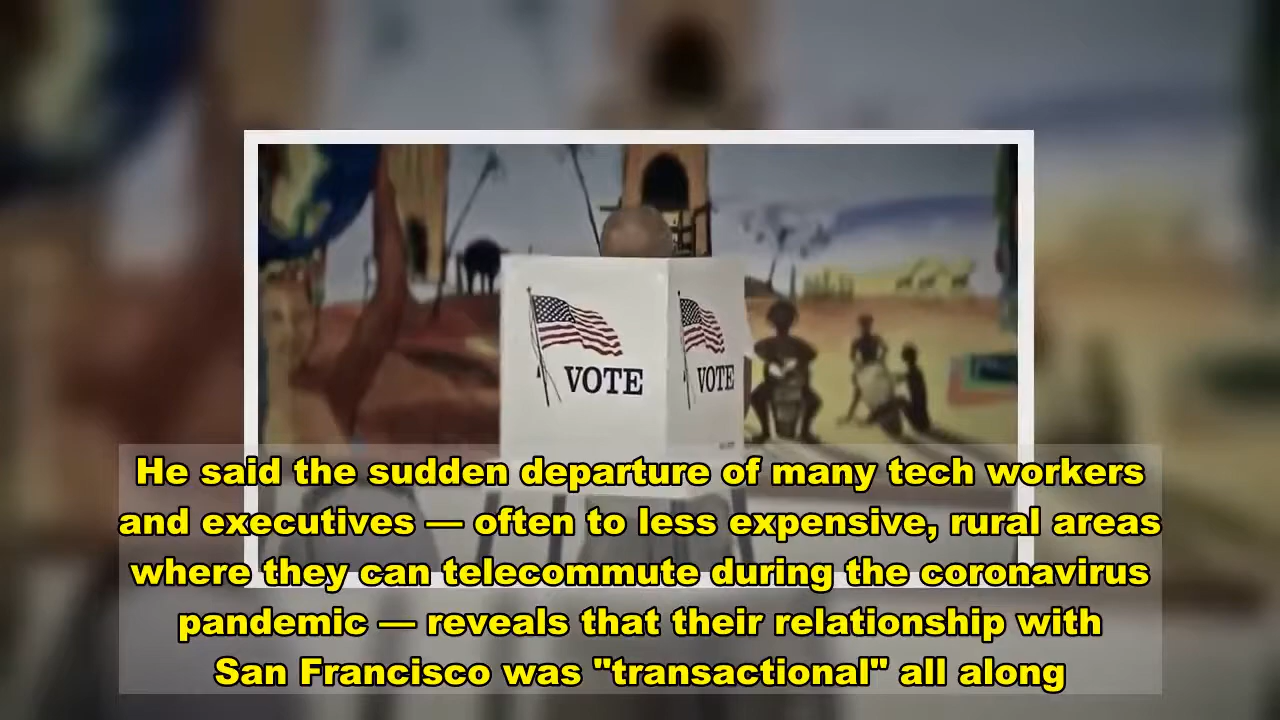 VOTE
VOTE
He said the sudden departure of many tech workers
and executives — often to less expensive, rural areas
where they can telecommute during the coronavirus
pandemic — reveals that their relationship with
San Francisco was "transactional" all along